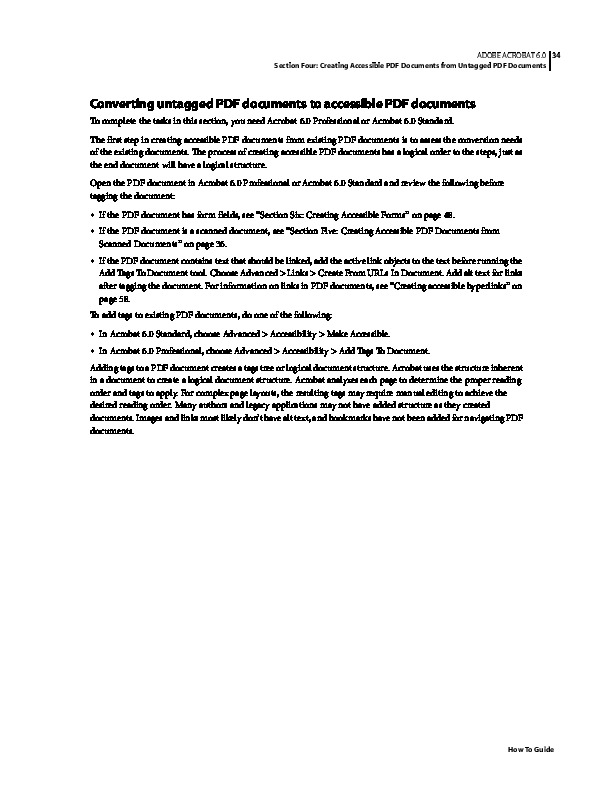 ADOBE ACROBAT 6.0 34
Section Four: Creating Accessible PDF Documents from Untagged PDF Documents
Converting untagged PDF documents to accessible PDF documents
To complete the tasks in this section, you need Acrobat 6.0 Professional or Acrobat 6.0 Standard.
The first step in creating accessible PDF documents from existing PDF documents is to assess the conversion needs
of the existing documents. The process of creating accessible PDF documents has a logical order to the steps, just as
the end document will have a logical structure.
Open the PDF document in Acrobat 6.0 Professional or Acrobat 6.0 Standard and review the following before
tagging the document:
• If the PDF document has form fields, see "Section Six: Creating Accessible Forms" on page 48.
• If the PDF document is a scanned document, see "Section Five: Creating Accessible PDF Documents from
Scanned Documents" on page 36.
• If the PDF document contains text that should be linked, add the active link objects to the text before running the
Add Tags To Document tool. Choose Advanced > Links > Create From URLs In Document. Add alt text for links
after tagging the document. For information on links in PDF documents, see "Creating accessible hyperlinks" on
page 58.
To add tags to existing PDF documents, do one of the following:
• In Acrobat 6.0 Standard, choose Advanced > Accessibility > Make Accessible.
• In Acrobat 6.0 Professional, choose Advanced > Accessibility > Add Tags To Document.
Adding tags to a PDF document creates a tags tree or logical document structure. Acrobat uses the structure inherent
in a document to create a logical document structure. Acrobat analyzes each page to determine the proper reading
order and tags to apply. For complex page layouts, the resulting tags may require manual editing to achieve the
desired reading order. Many authors and legacy applications may not have added structure as they created
documents. Images and links most likely don't have alt text, and bookmarks have not been added for navigating PDF
documents.
How To Guide